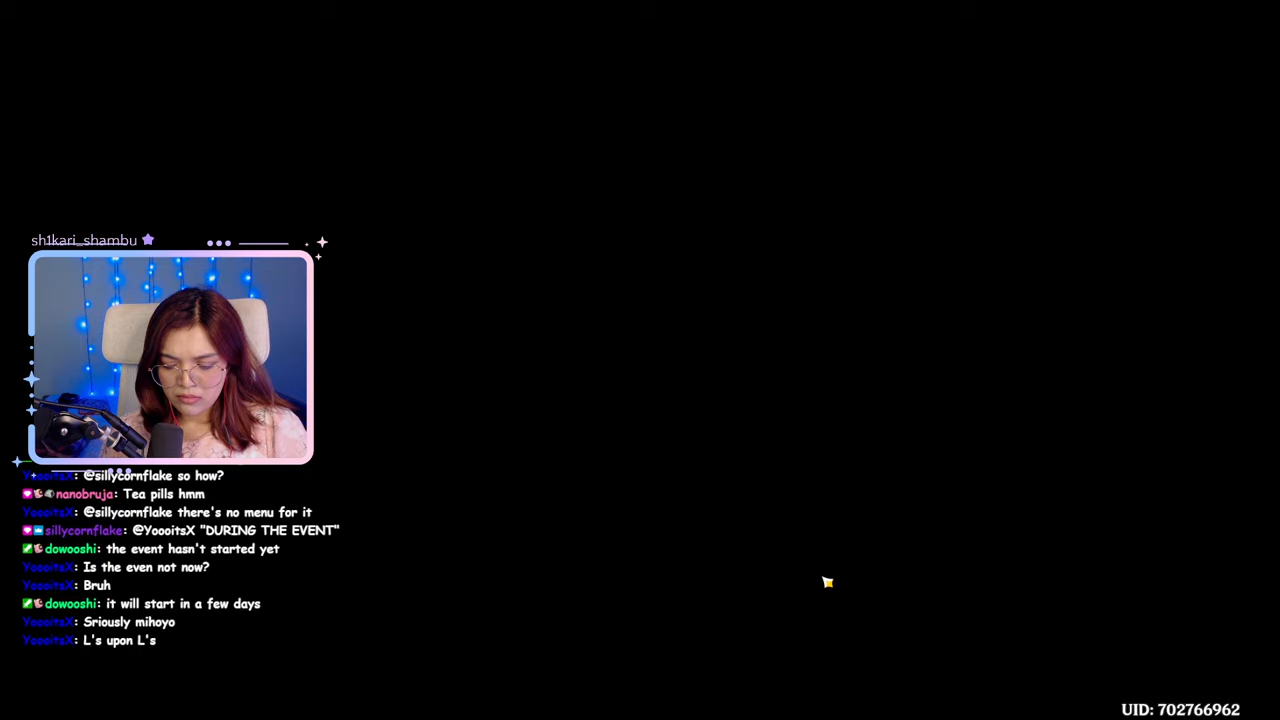 sh1kari_shambu
YoooitsX: @sillycornflake so how?
nanobruja: Tea pills hmm
YoooitsX: @sillycornflake there's no menu for it
sillycornflake: @YoooitsX "DURING THE EVENT"
dowooshi: the event hasn't started yet
YoooitsX: Is the even not now?
YoooitsX: Bruh
dowooshi: it will start in a few days
YoooitsX: Sriously mihoyo
YoooitsX: L's upon L's
UID: 702766962